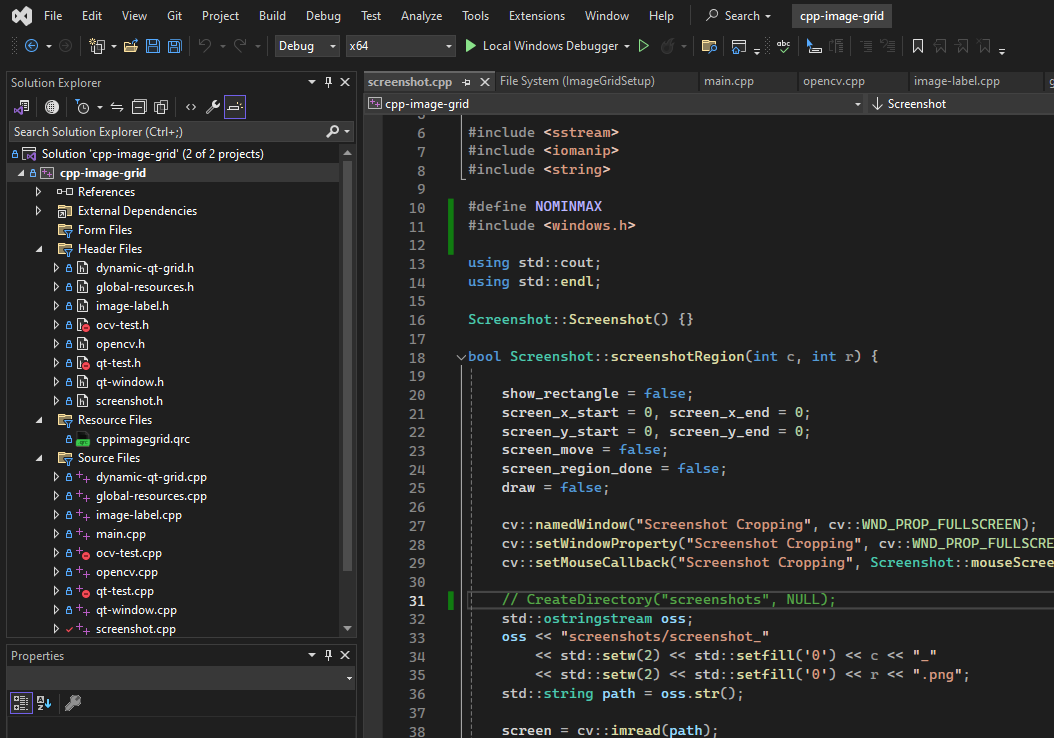 File Edit View Git Project Build Debug Test Analyze Tools Extensions Window Help Search cpp-image-grid
Debug x64 Local Windows Debugger abc
Solution Explorer
Search Solution Explorer (Ctrl+;)
Solution 'cpp-image-grid' (2 of 2 projects)
cpp-image-grid
References
External Dependencies
Form Files
Header Files
dynamic-qt-grid.h
global-resources.h
image-label.h
ocv-test.h
opencv.h
qt-test.h
qt-window.h
screenshot.h
Resource Files
cppimagegrid.qrc
Source Files
dynamic-qt-grid.cpp
global-resources.cpp
image-label.cpp
main.cpp
ocv-test.cpp
opencv.cpp
qt-test.cpp
qt-window.cpp
screenshot.cpp
Properties
screenshot.cpp File System (ImageGridSetup) main.cpp opencv.cpp image-label.cpp
cpp-image-grid Screenshot
6 #include <sstream>
7 #include <iomanip>
8 #include <string>
9
10 #define NOMINMAX
11 #include <windows.h>
12
13 using std::cout;
14 using std::endl;
15
16 Screenshot::Screenshot() {}
17
18 bool Screenshot::screenshotRegion(int c, int r) {
19
20 show_rectangle = false;
21 screen_x_start = 0, screen_x_end = 0;
22 screen_y_start = 0, screen_y_end = 0;
23 screen_move = false;
24 screen_region_done = false;
25 draw = false;
26
27 cv::namedWindow("Screenshot Cropping", cv::WND_PROP_FULLSCREEN);
28 cv::setWindowProperty("Screenshot Cropping", cv::WND_PROP_FULLSCRE
29 cv::setMouseCallback("Screenshot Cropping", Screenshot::mouseScree
30
31 // CreateDirectory("screenshots", NULL);
32 std::ostringstream oss;
33 oss << "screenshots/screenshot_"
34 << std::setw(2) << std::setfill('0') << c << "_"
35 << std::setw(2) << std::setfill('0') << r << ".png";
36 std::string path = oss.str();
37
38 screen = cv::imread(path);